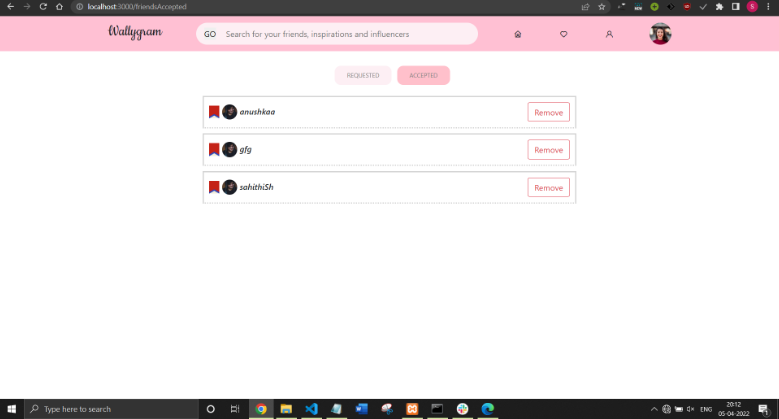 localhost:3000/friendsAccepted
S
Wallygram
GO Search for your friends, inspirations and influencers
REQUESTED ACCEPTED
anushkaa Remove
gfg Remove
sahithi5h Remove
Type here to search
ENG
20:12
05-04-2022